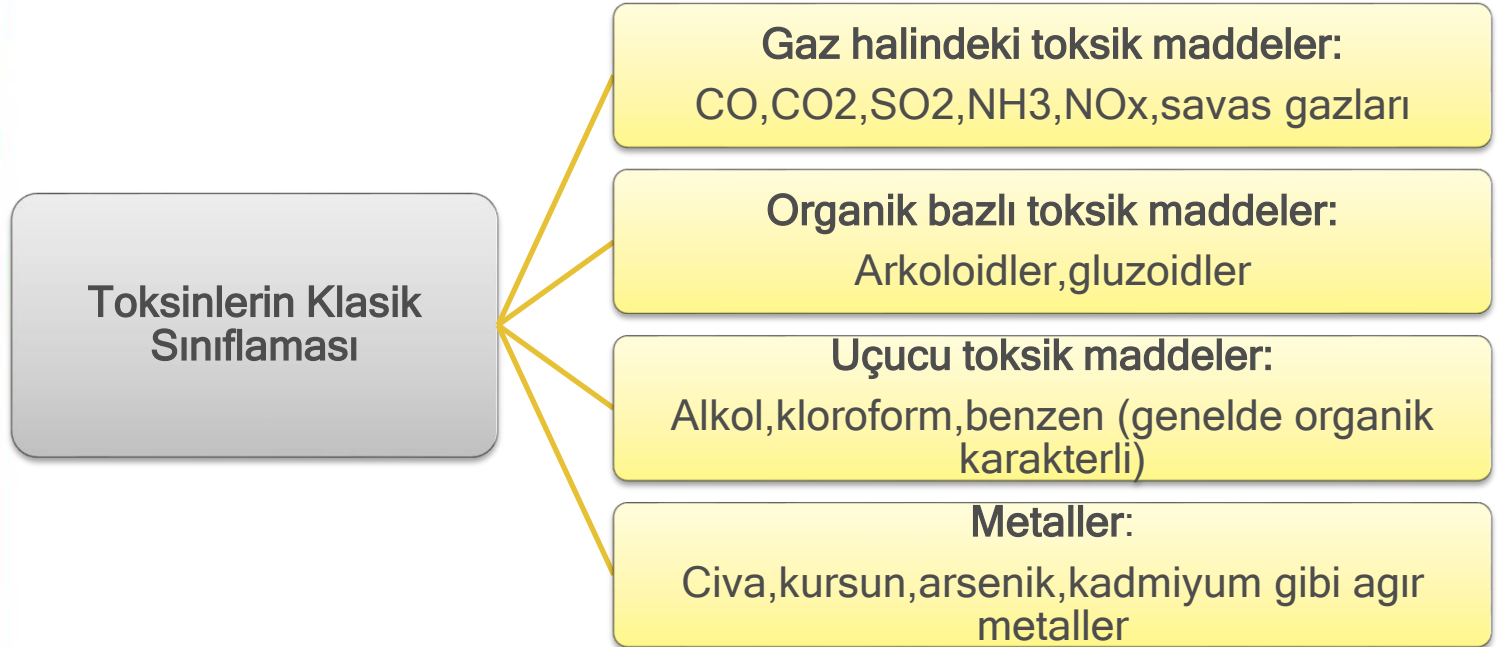 Toksinlerin Klasik
Sınıflaması
Gaz halindeki toksik maddeler:
CO,CO2,SO2,NH3,NOx,savas gazları
Organik bazlı toksik maddeler:
Arkoloidler,gluzoidler
Uçucu toksik maddeler:
Alkol,kloroform,benzen (genelde organik
karakterli)
Metaller:
Civa,kursun,arsenik,kadmiyum gibi agır
metaller